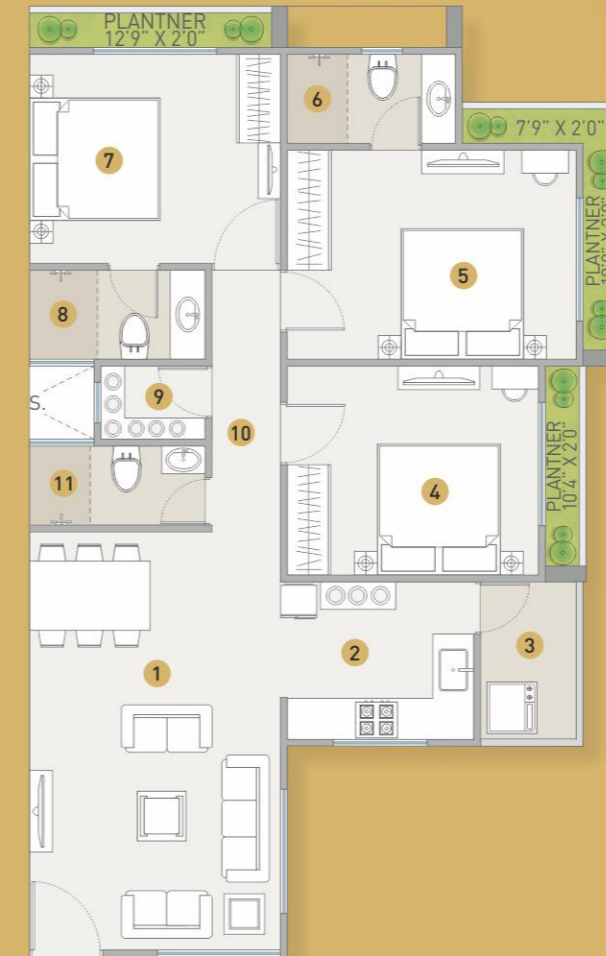 PLANTNER
12'9" X 2'0"
6
7'9" X 2'0"
7
PLANTNER
5
8
S.
9
10
PLANTNER
10'4" X 2'0"
4
11
2
3
1